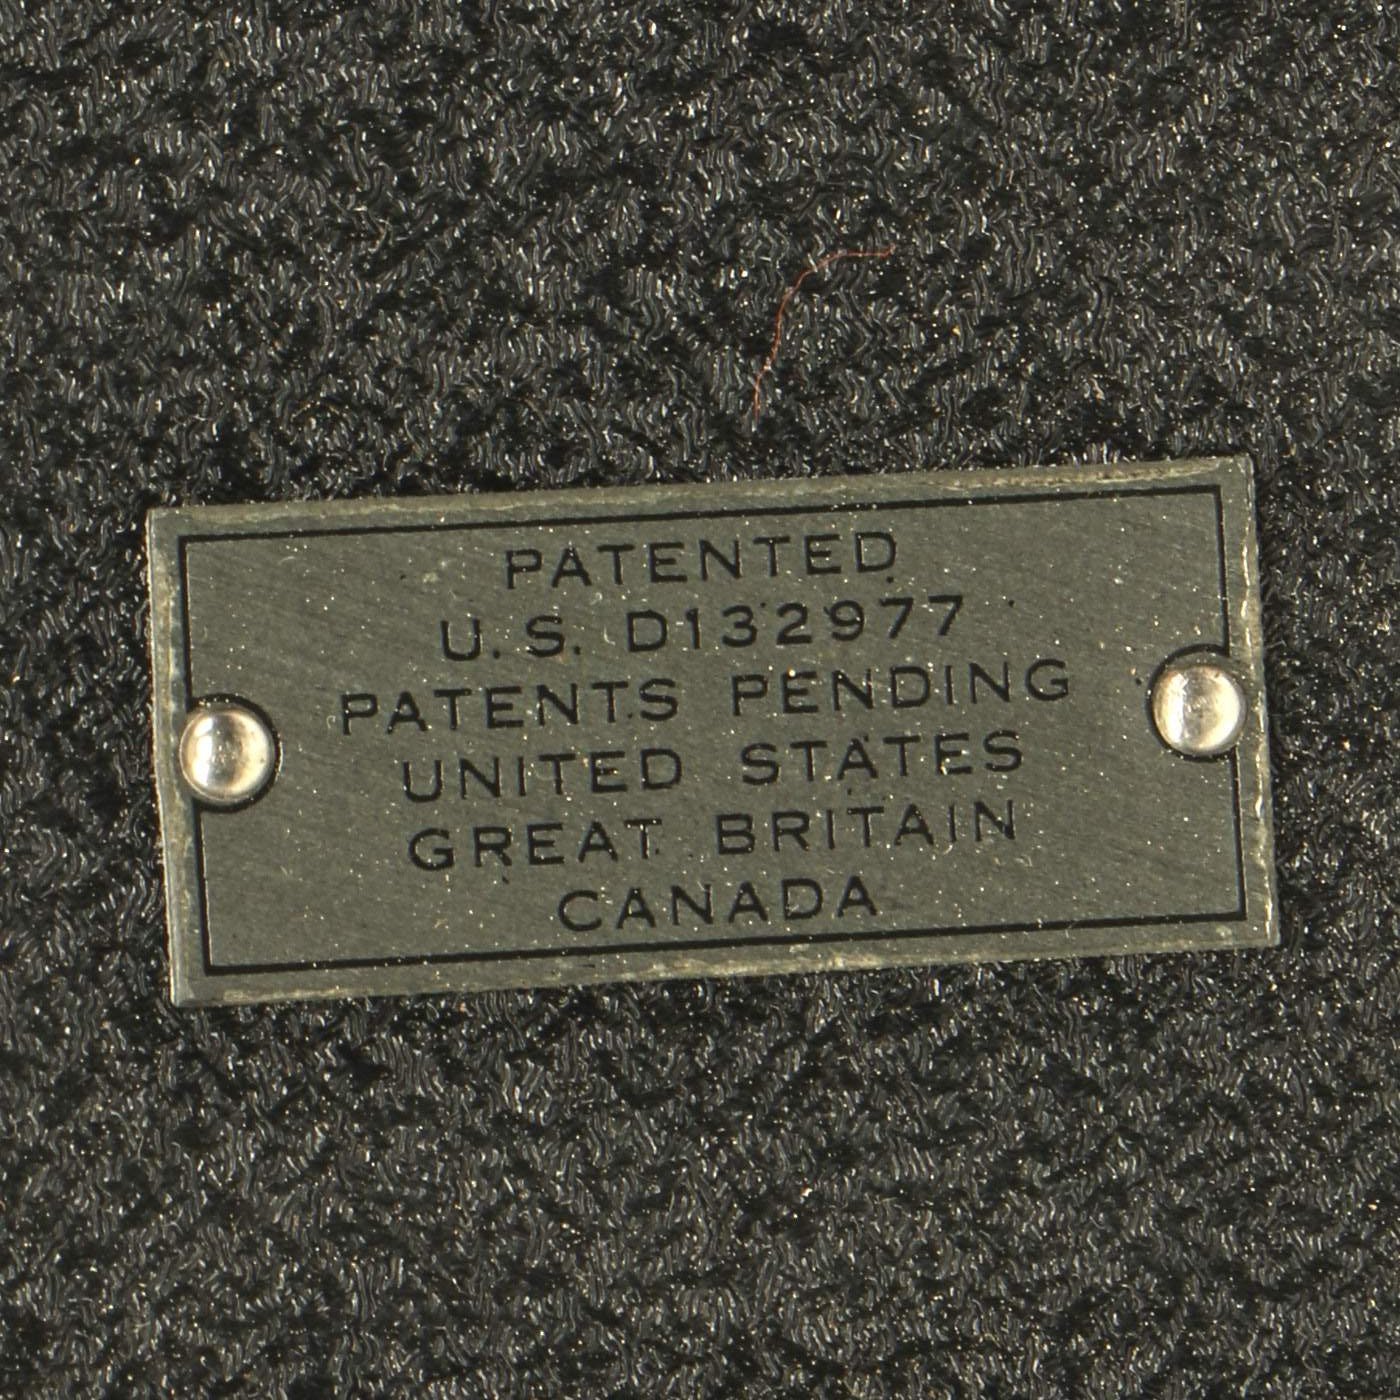 PATENTED
U.S. D132977
PATENTS PENDING
UNITED STATES
GREAT BRITAIN
CANADA